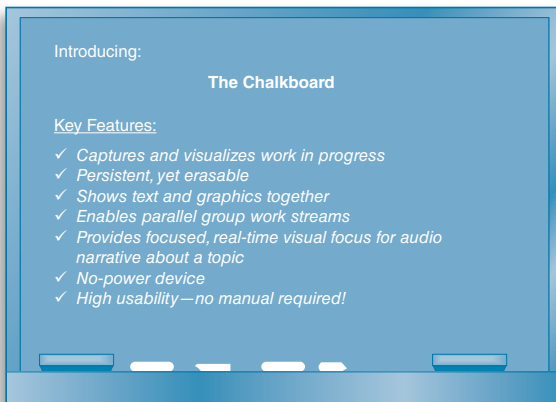 Introducing:
The Chalkboard
Key Features:
✓ Captures and visualizes work in progress
✓ Persistent, yet erasable
✓ Shows text and graphics together
✓ Enables parallel group work streams
✓ Provides focused, real-time visual focus for audio
narrative about a topic
✓ No-power device
✓ High usability—no manual required!